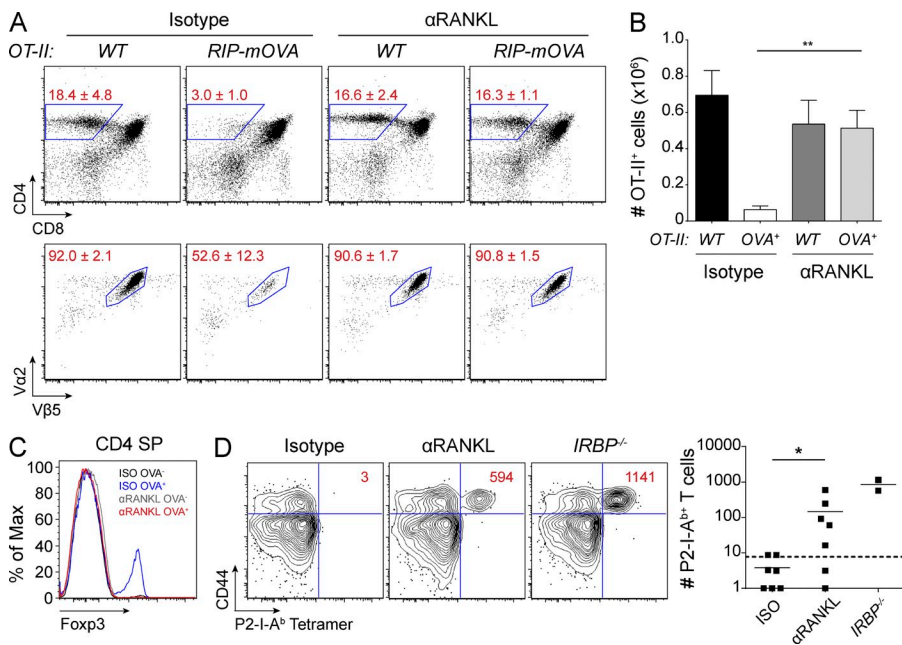 A
Isotype
αRANKL
OT-II:
WT
RIP-mOVA
WT
RIP-mOVA
18.4 ± 4.8
3.0 ± 1.0
16.6 ± 2.4
16.3 ± 1.1
CD4
CD8
92.0 ± 2.1
52.6 ± 12.3
90.6 ± 1.7
90.8 ± 1.5
Vα2
Vβ5
B
**
# OT-II+ cells (x10⁶)
1.0
0.8
0.6
0.4
0.2
0
OT-II: WT OVA+ WT OVA+
Isotype αRANKL
C
CD4 SP
ISO OVA-
ISO OVA+
αRANKL OVA-
αRANKL OVA+
% of Max
100
80
60
40
20
0
Foxp3
D
Isotype
αRANKL
IRBP-/-
3
594
1141
CD44
P2-I-Aᵇ Tetramer
# P2-I-Aᵇ⁺ T cells
10000
1000
100
10
1
*
ISO
αRANKL
IRBP-/-